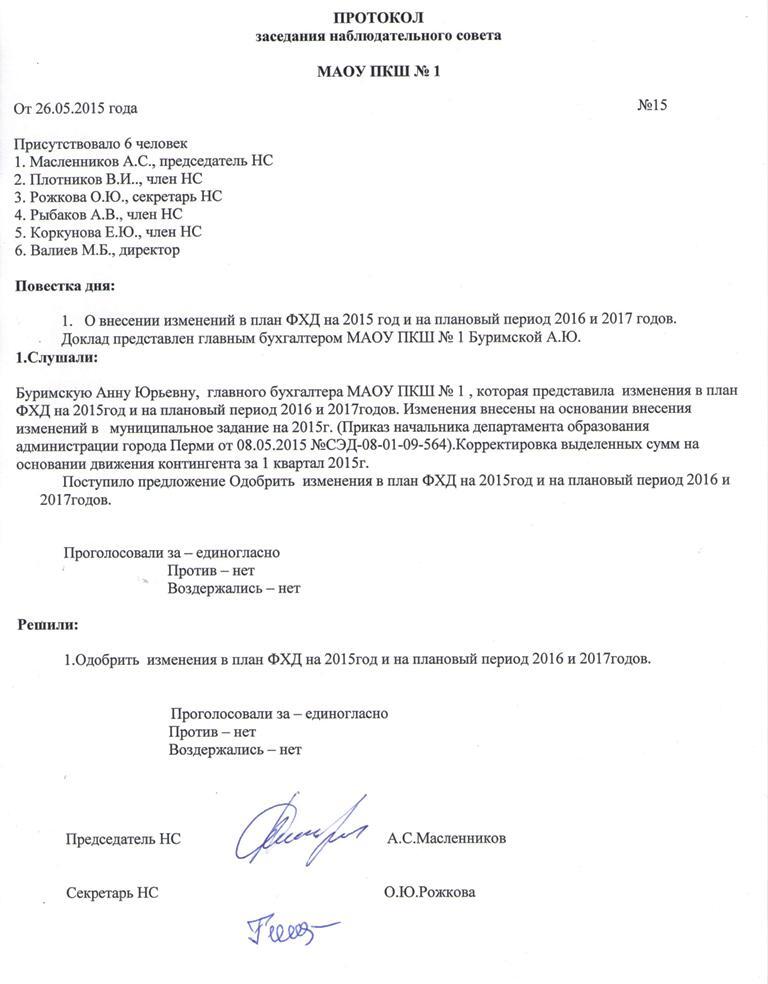 ПРОТОКОЛ
заседания наблюдательного совета
МАОУ ПКШ № 1
От 26.05.2015 года №15
Присутствовало 6 человек
1. Масленников А.С., председатель НС
2. Плотников В.И.., член НС
3. Рожкова О.Ю., секретарь НС
4. Рыбаков А.В., член НС
5. Коркунова Е.Ю., член НС
6. Валиев М.Б., директор
Повестка дня:
1. О внесении изменений в план ФХД на 2015 год и на плановый период 2016 и 2017 годов.
Доклад представлен главным бухгалтером МАОУ ПКШ № 1 Буримской А.Ю.
1.Слушали:
Буримскую Анну Юрьевну, главного бухгалтера МАОУ ПКШ № 1 , которая представила изменения в план
ФХД на 2015год и на плановый период 2016 и 2017годов. Изменения внесены на основании внесения
изменений в муниципальное задание на 2015г. (Приказ начальника департамента образования
администрации города Перми от 08.05.2015 №СЭД-08-01-09-564).Корректировка выделенных сумм на
основании движения контингента за 1 квартал 2015г.
Поступило предложение Одобрить изменения в план ФХД на 2015год и на плановый период 2016 и
2017годов.
Проголосовали за – единогласно
Против – нет
Воздержались – нет
Решили:
1.Одобрить изменения в план ФХД на 2015год и на плановый период 2016 и 2017годов.
Проголосовали за – единогласно
Против – нет
Воздержались – нет
Председатель НС А.С.Масленников
Секретарь НС О.Ю.Рожкова